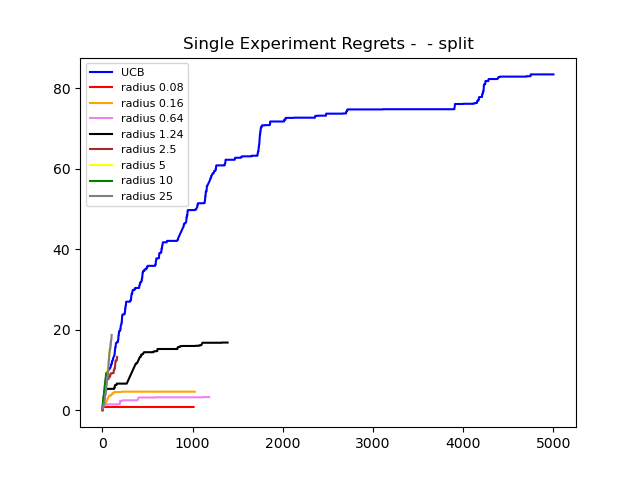 Single Experiment Regrets -  - split
UCB
radius 0.08
radius 0.16
radius 0.64
radius 1.24
radius 2.5
radius 5
radius 10
radius 25
80
60
40
20
0
0 1000 2000 3000 4000 5000